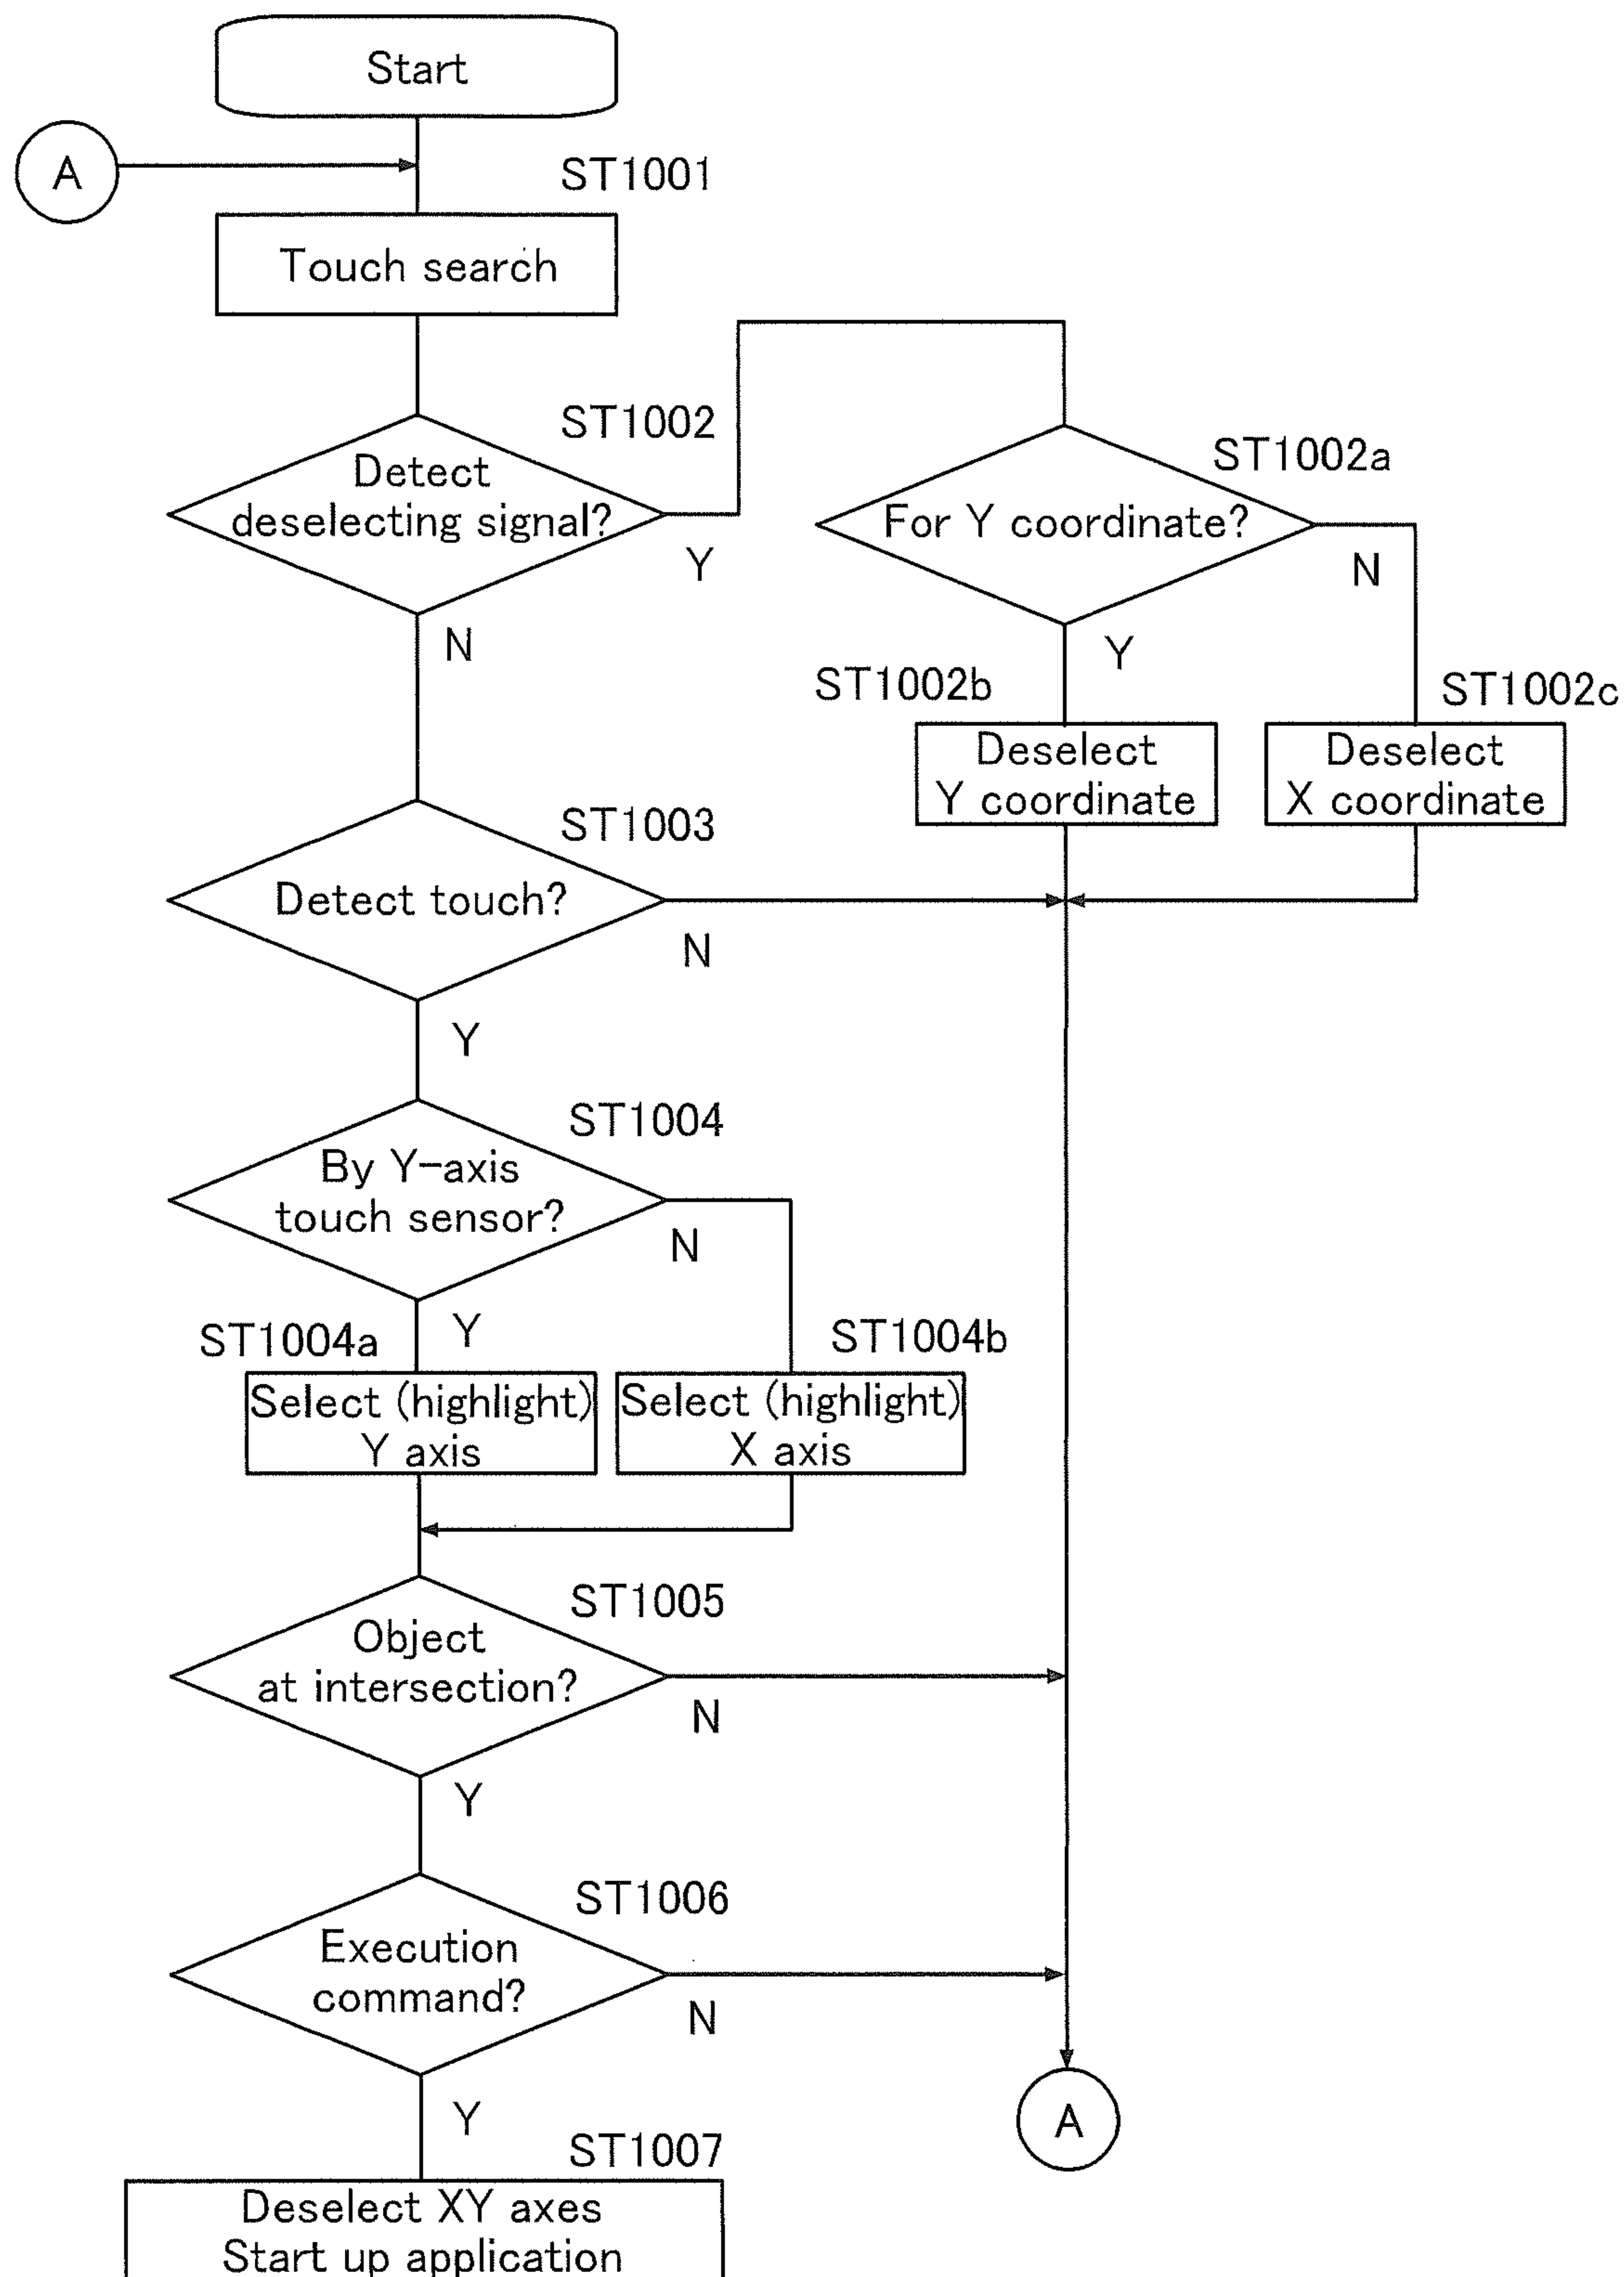 Start
A
ST1001
Touch search
ST1002
Detect
deselecting signal?
Y
N
ST1002a
For Y coordinate?
N
Y
ST1002b
Deselect
Y coordinate
ST1002c
Deselect
X coordinate
ST1003
Detect touch?
N
Y
ST1004
By Y-axis
touch sensor?
N
Y
ST1004a
Select (highlight)
Y axis
ST1004b
Select (highlight)
X axis
ST1005
Object
at intersection?
N
Y
ST1006
Execution
command?
N
Y
A
ST1007
Deselect XY axes
Start up application